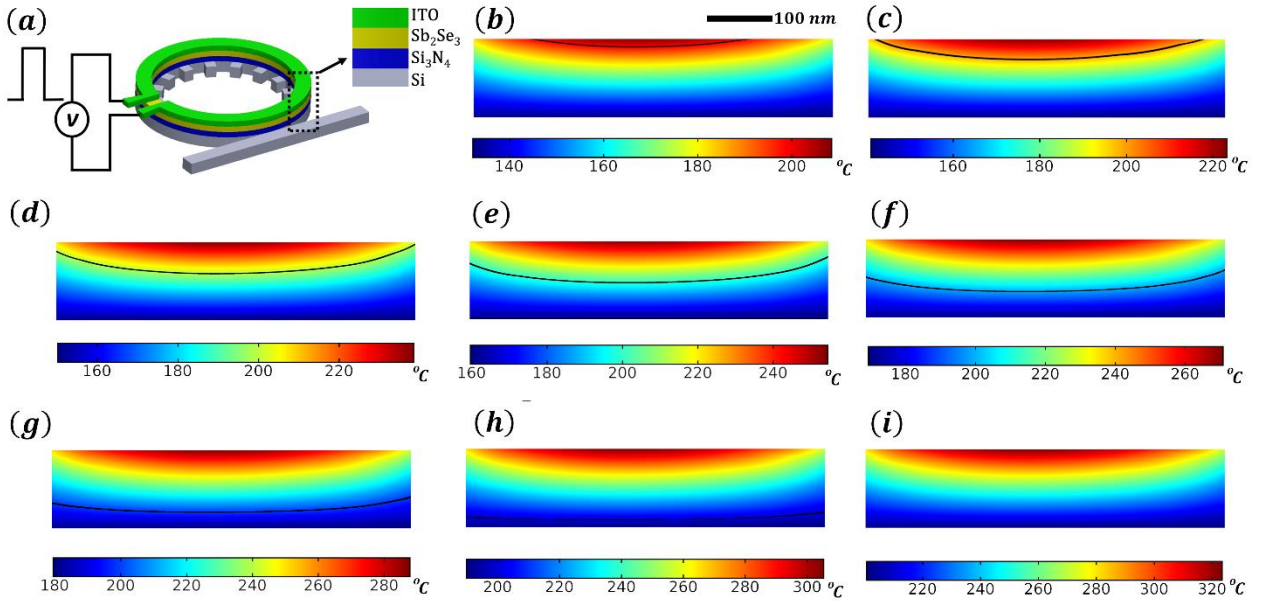 (a)
ITO
Sb₂Se₃
Si₃N₄
Si
V
(b)
100 nm
140 160 180 200 °C
(c)
160 180 200 220 °C
(d)
160 180 200 220 °C
(e)
160 180 200 220 240 °C
(f)
180 200 220 240 260 °C
(g)
180 200 220 240 260 280 °C
(h)
200 220 240 260 280 300 °C
(i)
220 240 260 280 300 320 °C